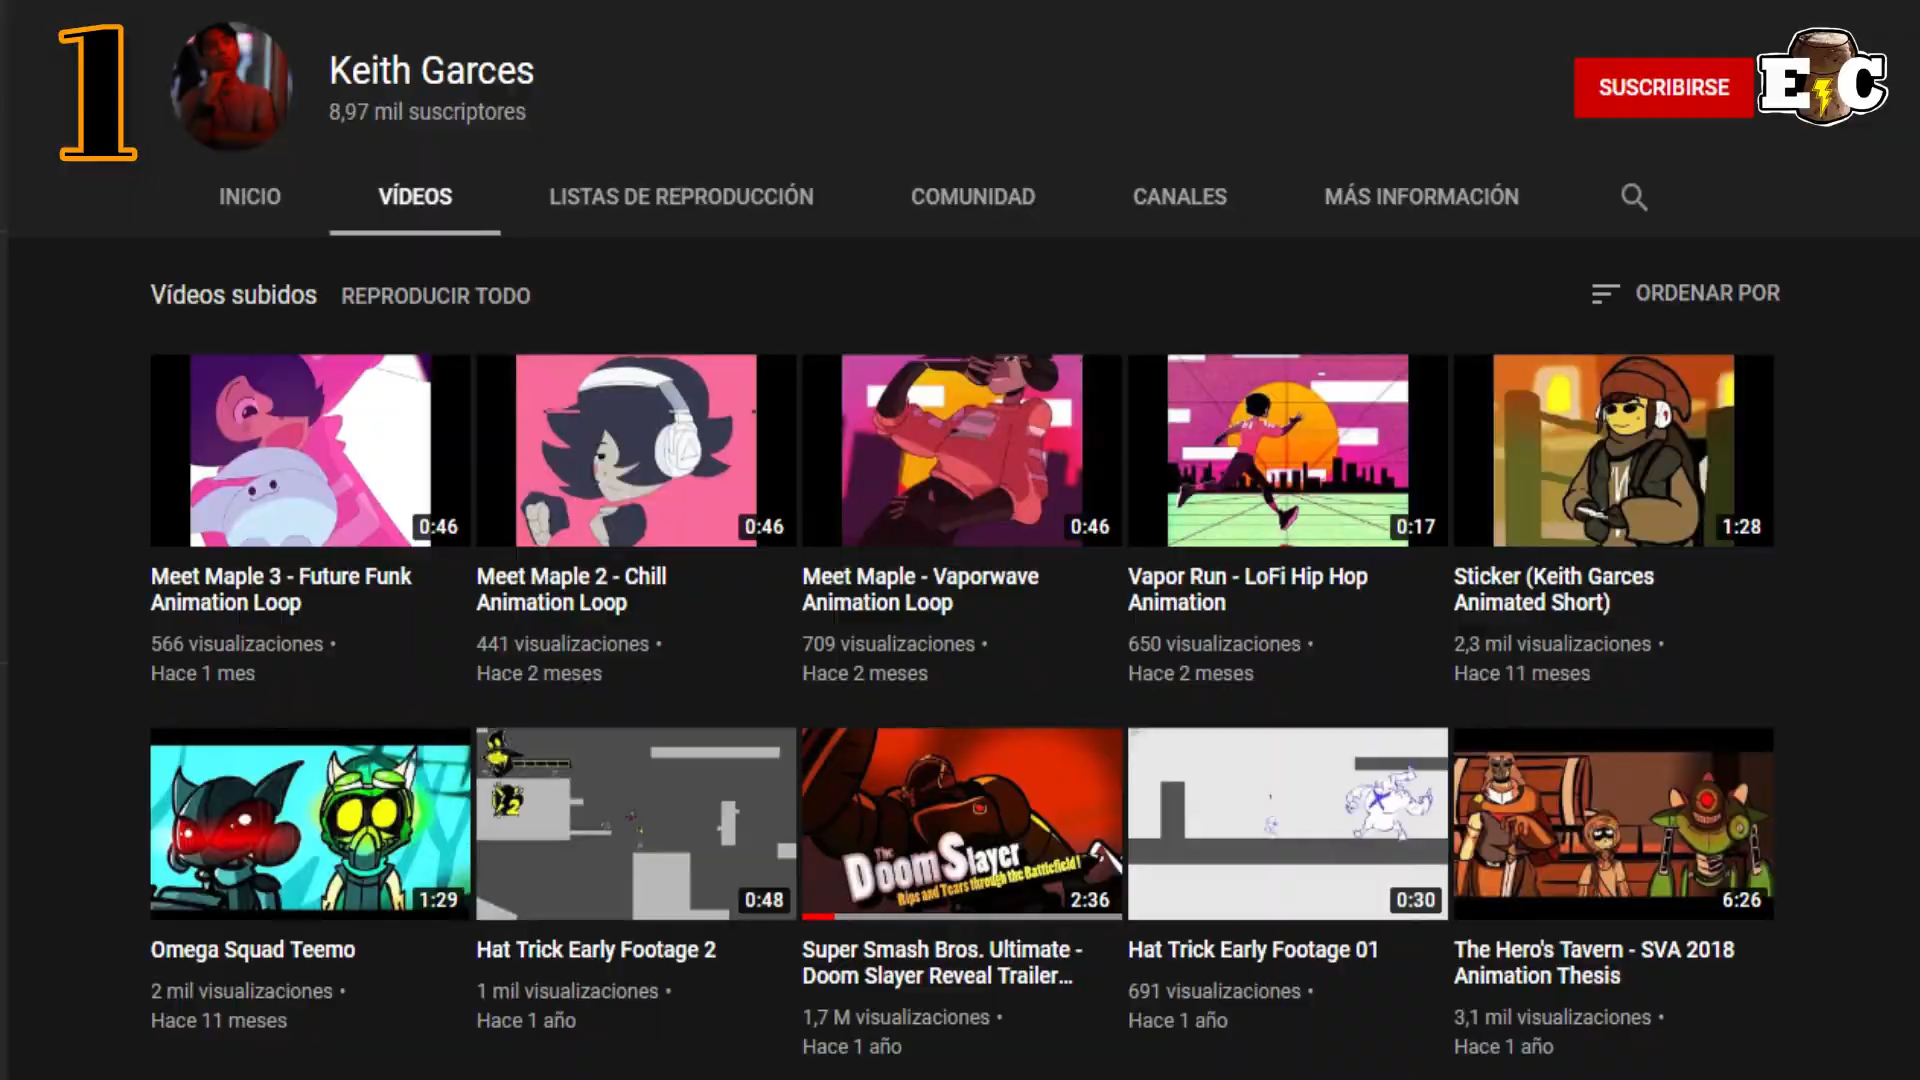 1
Keith Garces
8,97 mil suscriptores
SUSCRIBIRSE
E C
INICIO
VÍDEOS
LISTAS DE REPRODUCCIÓN
COMUNIDAD
CANALES
MÁS INFORMACIÓN
Vídeos subidos
REPRODUCIR TODO
ORDENAR POR
0:46
0:46
0:46
0:17
1:28
Meet Maple 3 - Future Funk
Animation Loop
566 visualizaciones •
Hace 1 mes
Meet Maple 2 - Chill
Animation Loop
441 visualizaciones •
Hace 2 meses
Meet Maple - Vaporwave
Animation Loop
709 visualizaciones •
Hace 2 meses
Vapor Run - LoFi Hip Hop
Animation
650 visualizaciones •
Hace 2 meses
Sticker (Keith Garces
Animated Short)
2,3 mil visualizaciones •
Hace 11 meses
1:29
0:48
The
Doom Slayer
Rips and Tears through the Battlefield!
2:36
0:30
6:26
Omega Squad Teemo
2 mil visualizaciones •
Hace 11 meses
Hat Trick Early Footage 2
1 mil visualizaciones •
Hace 1 año
Super Smash Bros. Ultimate -
Doom Slayer Reveal Trailer...
1,7 M visualizaciones •
Hace 1 año
Hat Trick Early Footage 01
691 visualizaciones •
Hace 1 año
The Hero's Tavern - SVA 2018
Animation Thesis
3,1 mil visualizaciones •
Hace 1 año